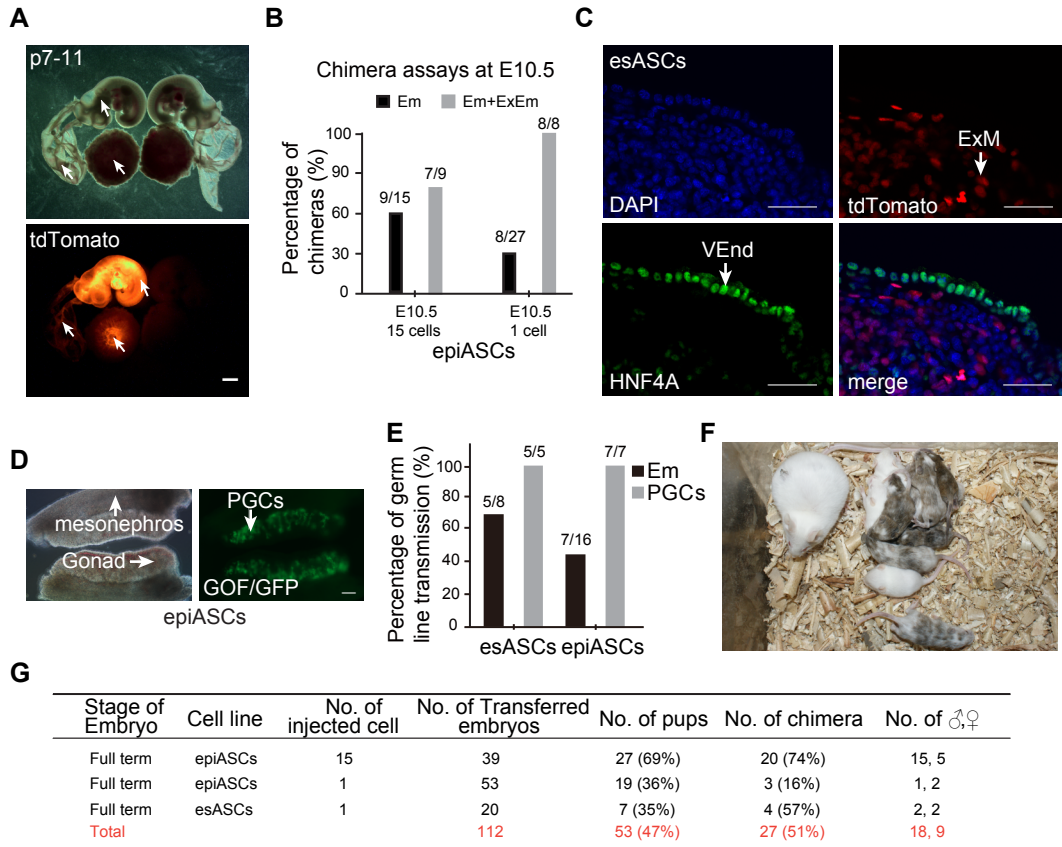 A
p7-11
tdTomato
B
Chimera assays at E10.5
Em
Em+ExEm
Percentage of
chimeras (%)
100
90
60
30
0
9/15
7/9
8/27
8/8
E10.5
15 cells
E10.5
1 cell
epiASCs
C
esASCs
DAPI
ExM
tdTomato
VEnd
HNF4A
merge
D
mesonephros
Gonad
PGCs
GOF/GFP
epiASCs
E
Percentage of germ
line transmission (%)
100
80
60
40
20
0
5/8
5/5
7/16
7/7
Em
PGCs
esASCs
epiASCs
F
G
Stage of Embryo Cell line No. of injected cell No. of Transferred embryos No. of pups No. of chimera No. of ♂,♀
Full term epiASCs 15 39 27 (69%) 20 (74%) 15, 5
Full term epiASCs 1 53 19 (36%) 3 (16%) 1, 2
Full term esASCs 1 20 7 (35%) 4 (57%) 2, 2
Total 112 53 (47%) 27 (51%) 18, 9